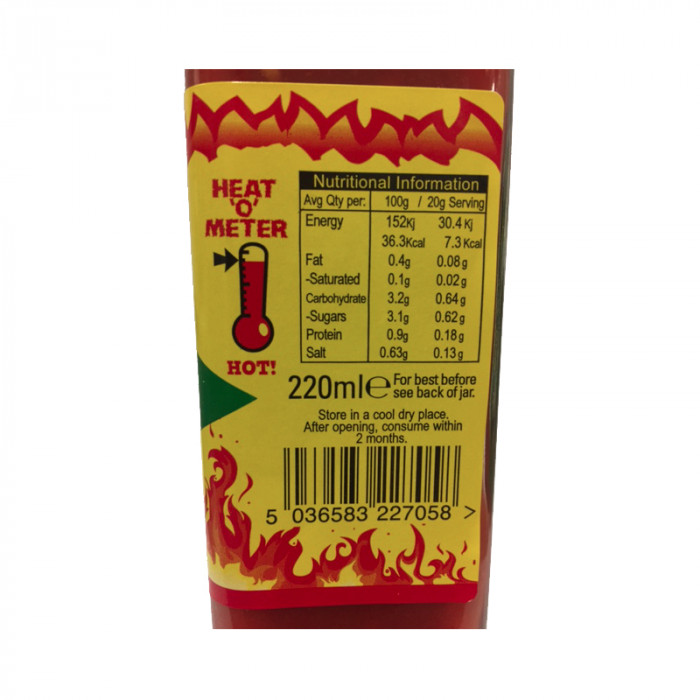 HEAT
'O'
METER
HOT!
Nutritional Information
Avg Qty per: 100g / 20g Serving
Energy 152Kj 30.4Kj
36.3Kcal 7.3Kcal
Fat 0.4g 0.08g
-Saturated 0.1g 0.02g
Carbohydrate 3.2g 0.64g
-Sugars 3.1g 0.62g
Protein 0.9g 0.18g
Salt 0.63g 0.13g
220ml℮ For best before
see back of jar.
Store in a cool dry place.
After opening, consume within
2 months.
5 036583 227058 >